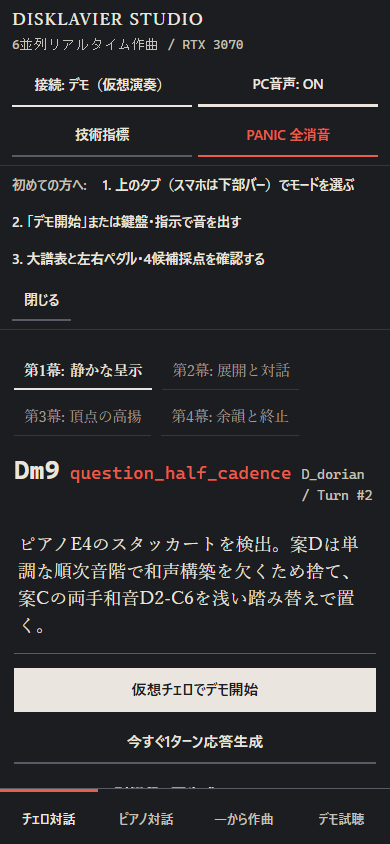 DISKLAVIER STUDIO
6並列リアルタイム作曲 / RTX 3070
接続: デモ（仮想演奏）
PC音声: ON
技術指標
PANIC 全消音
初めての方へ: 1. 上のタブ（スマホは下部バー）でモードを選ぶ
2. 「デモ開始」または鍵盤・指示で音を出す
3. 大譜表と左右ペダル・4候補採点を確認する
閉じる
第1幕: 静かな呈示
第2幕: 展開と対話
第3幕: 頂点の高揚
第4幕: 余韻と終止
Dm9 question_half_cadence D_dorian
/ Turn #2
ピアノE4のスタッカートを検出。案Dは単
調な順次音階で和声構築を欠くため捨て、
案Cの両手和音D2-C6を浅い踏み替えで置
く。
仮想チェロでデモ開始
今すぐ1ターン応答生成
チェロ対話
ピアノ対話
一から作曲
デモ試聴